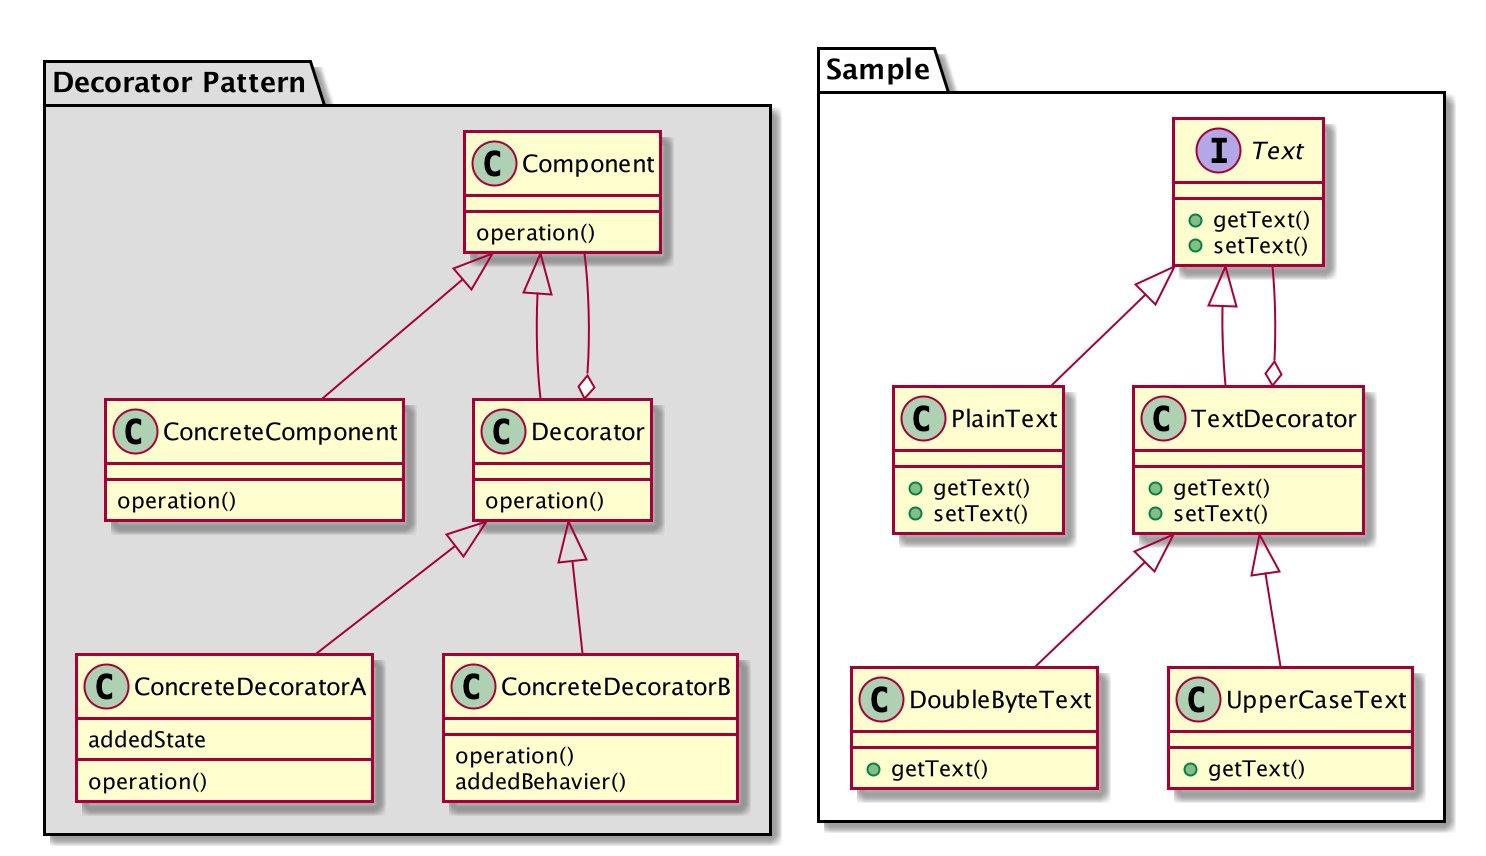 Decorator Pattern
C Component
operation()
C ConcreteComponent
operation()
C Decorator
operation()
C ConcreteDecoratorA
addedState
operation()
C ConcreteDecoratorB
operation()
addedBehavier()
Sample
I Text
getText()
setText()
C PlainText
getText()
setText()
C TextDecorator
getText()
setText()
C DoubleByteText
getText()
C UpperCaseText
getText()